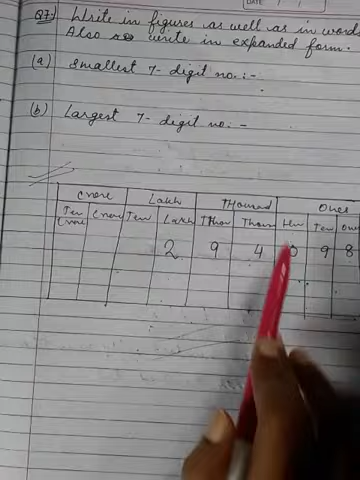 DATE / /
Q7. Write in figures as well as in words
Also write in expanded form.
(a) Smallest 7-digit no.:-
(b) Largest 7-digit no:-
Crore Lakh Thousand Ones
Ten Crore Crore Ten Lakh TThou Thou Hun Ten One
2 9 4 9 8